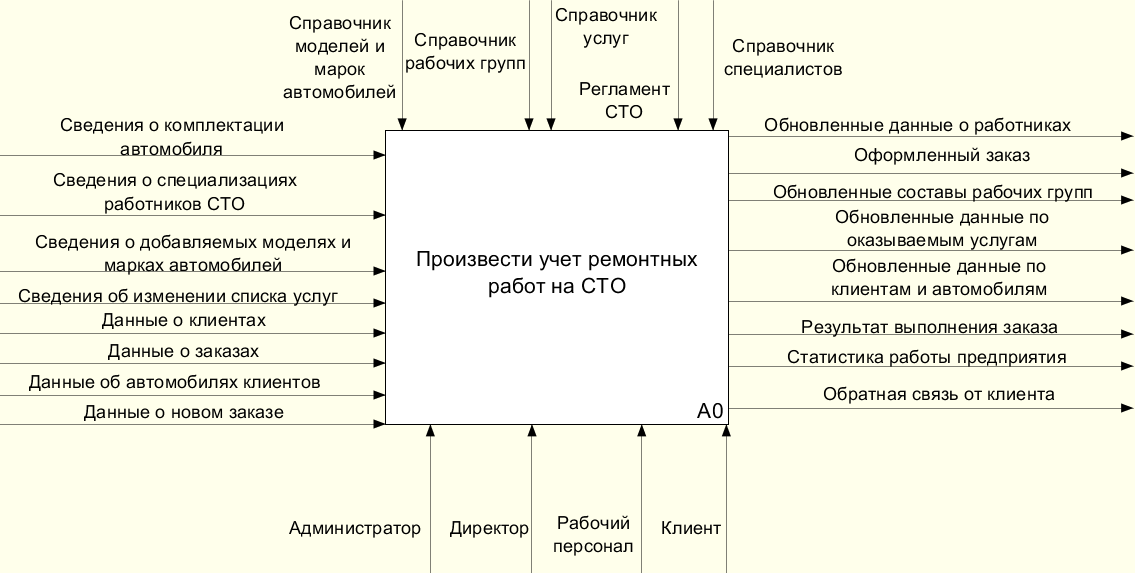 Справочник
моделей и
марок
автомобилей
Справочник
рабочих групп
Справочник
услуг
Регламент
СТО
Справочник
специалистов
Сведения о комплектации
автомобиля
Сведения о специализациях
работников СТО
Сведения о добавляемых моделях и
марках автомобилей
Сведения об изменении списка услуг
Данные о клиентах
Данные о заказах
Данные об автомобилях клиентов
Данные о новом заказе
Произвести учет ремонтных
работ на СТО
A0
Обновленные данные о работниках
Оформленный заказ
Обновленные составы рабочих групп
Обновленные данные по
оказываемым услугам
Обновленные данные по
клиентам и автомобилям
Результат выполнения заказа
Статистика работы предприятия
Обратная связь от клиента
Администратор
Директор
Рабочий
персонал
Клиент